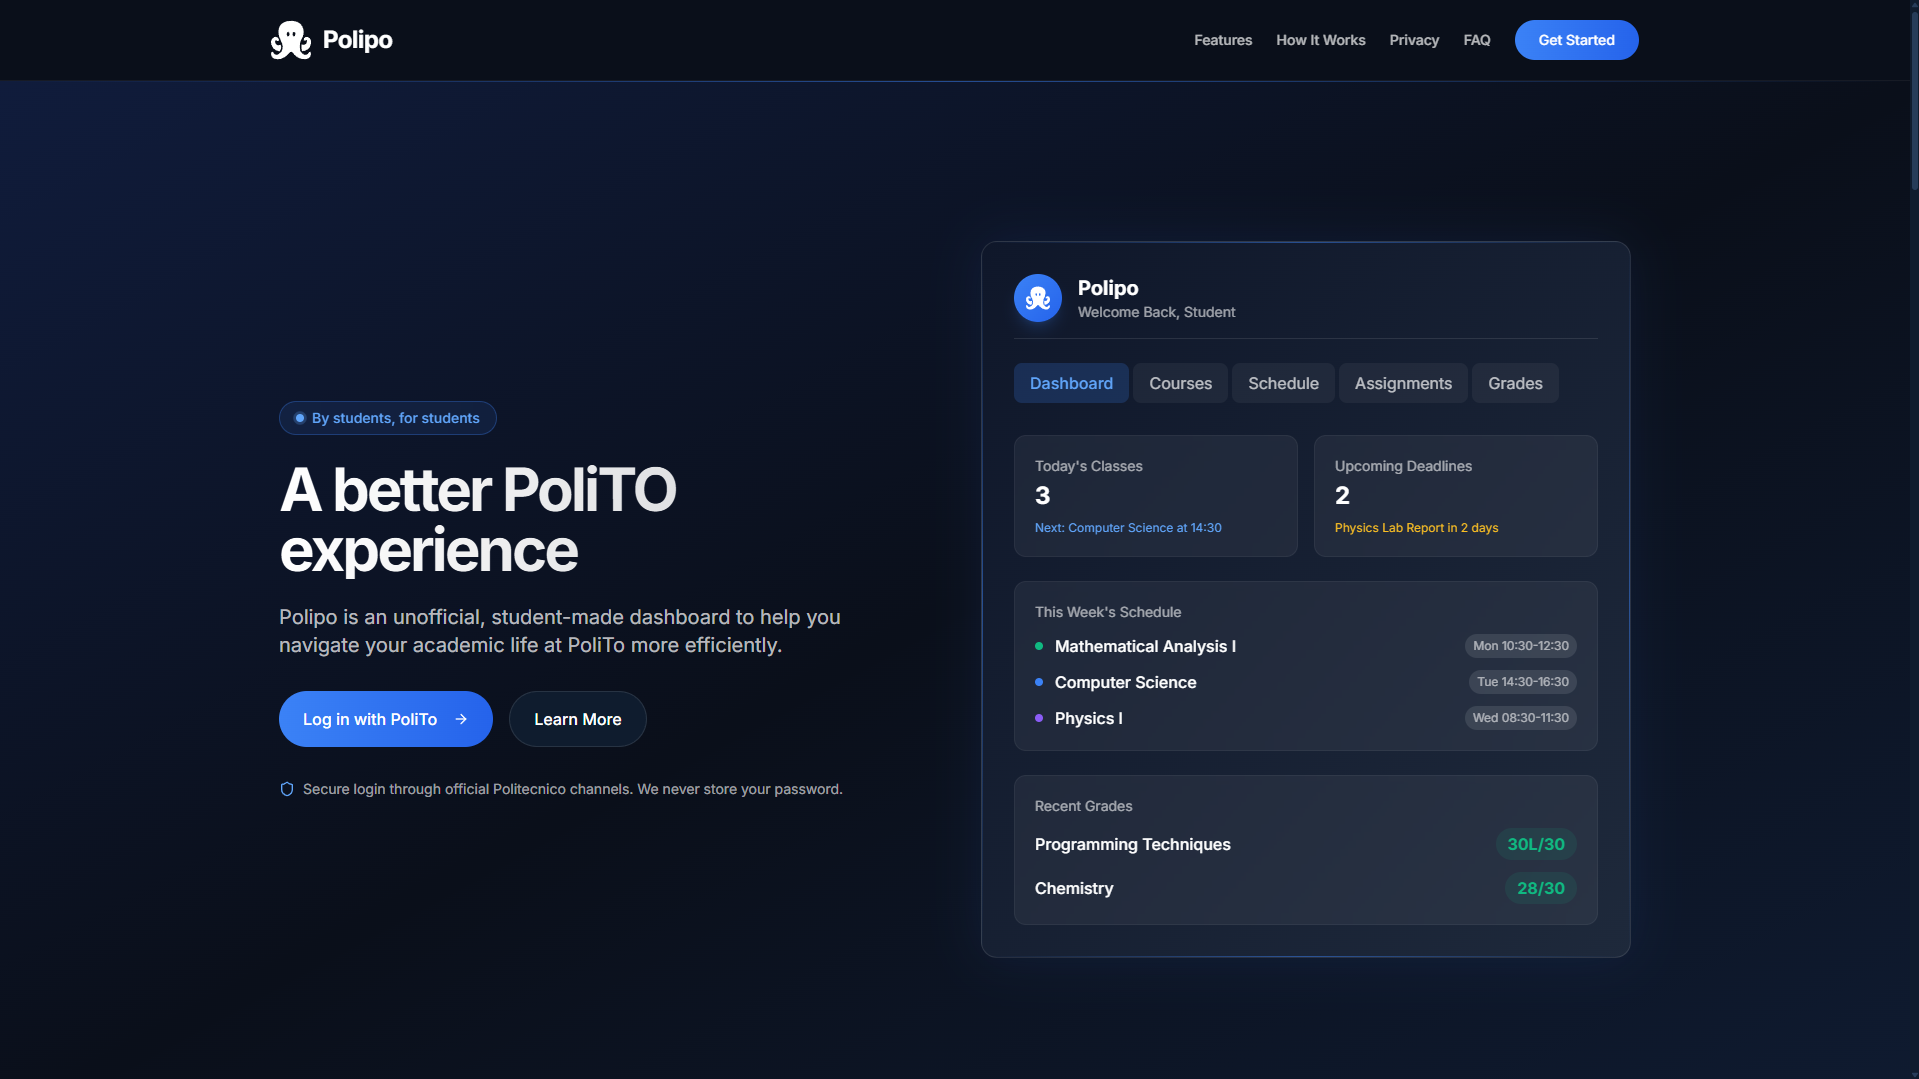 Polipo
Features
How It Works
Privacy
FAQ
Get Started
By students, for students
A better PoliTO
experience
Polipo is an unofficial, student-made dashboard to help you
navigate your academic life at PoliTo more efficiently.
Log in with PoliTo
Learn More
Secure login through official Politecnico channels. We never store your password.
Polipo
Welcome Back, Student
Dashboard
Courses
Schedule
Assignments
Grades
Today's Classes
3
Next: Computer Science at 14:30
Upcoming Deadlines
2
Physics Lab Report in 2 days
This Week's Schedule
Mathematical Analysis I
Mon 10:30-12:30
Computer Science
Tue 14:30-16:30
Physics I
Wed 08:30-11:30
Recent Grades
Programming Techniques
30L/30
Chemistry
28/30